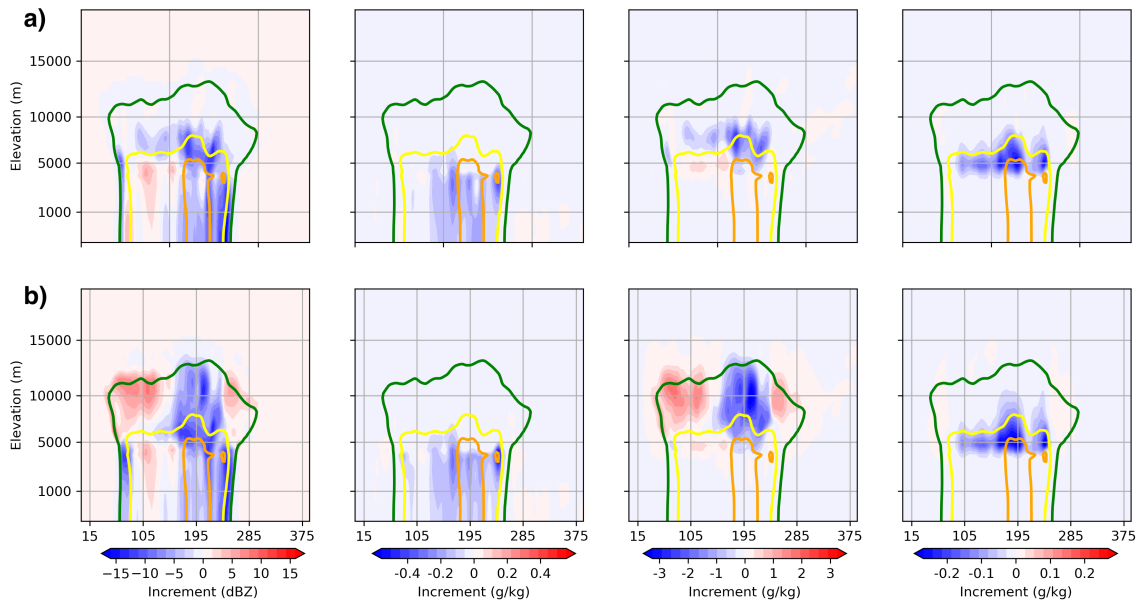 a)
15000
10000
5000
1000
Elevation (m)
b)
15000
10000
5000
1000
Elevation (m)
15 105 195 285 375 15 105 195 285 375 15 105 195 285 375 15 105 195 285 375
−15 −10 −5 0 5 10 15 -0.4 -0.2 0 0.2 0.4 -3 -2 -1 0 1 2 3 -0.2 -0.1 0 0.1 0.2
Increment (dBZ) Increment (g/kg) Increment (g/kg) Increment (g/kg)